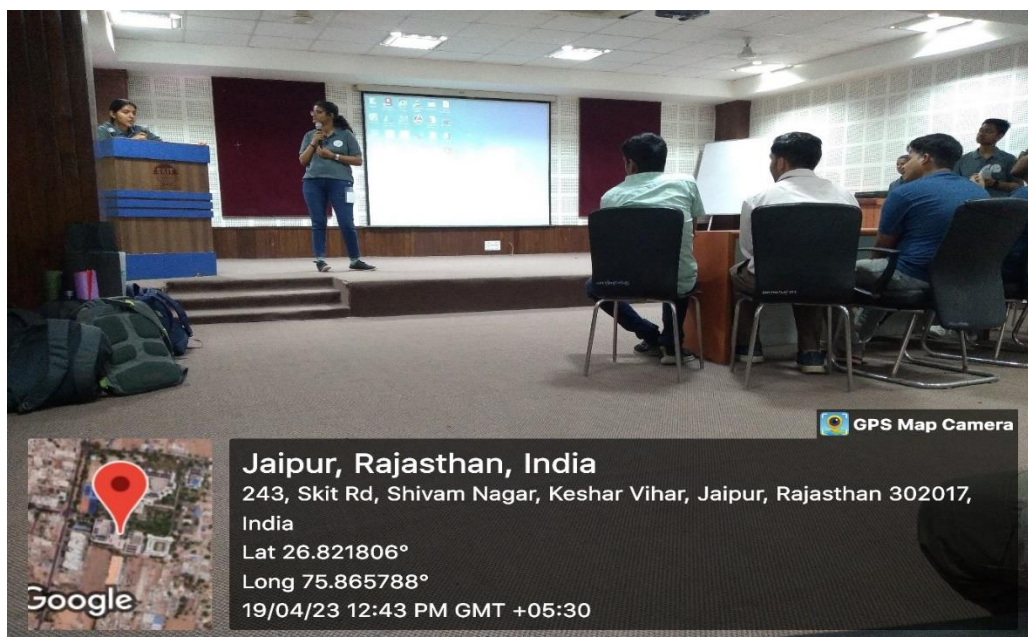 SKIT
GPS Map Camera
Jaipur, Rajasthan, India
243, Skit Rd, Shivam Nagar, Keshar Vihar, Jaipur, Rajasthan 302017,
India
Lat 26.821806°
Long 75.865788°
19/04/23 12:43 PM GMT +05:30
Google